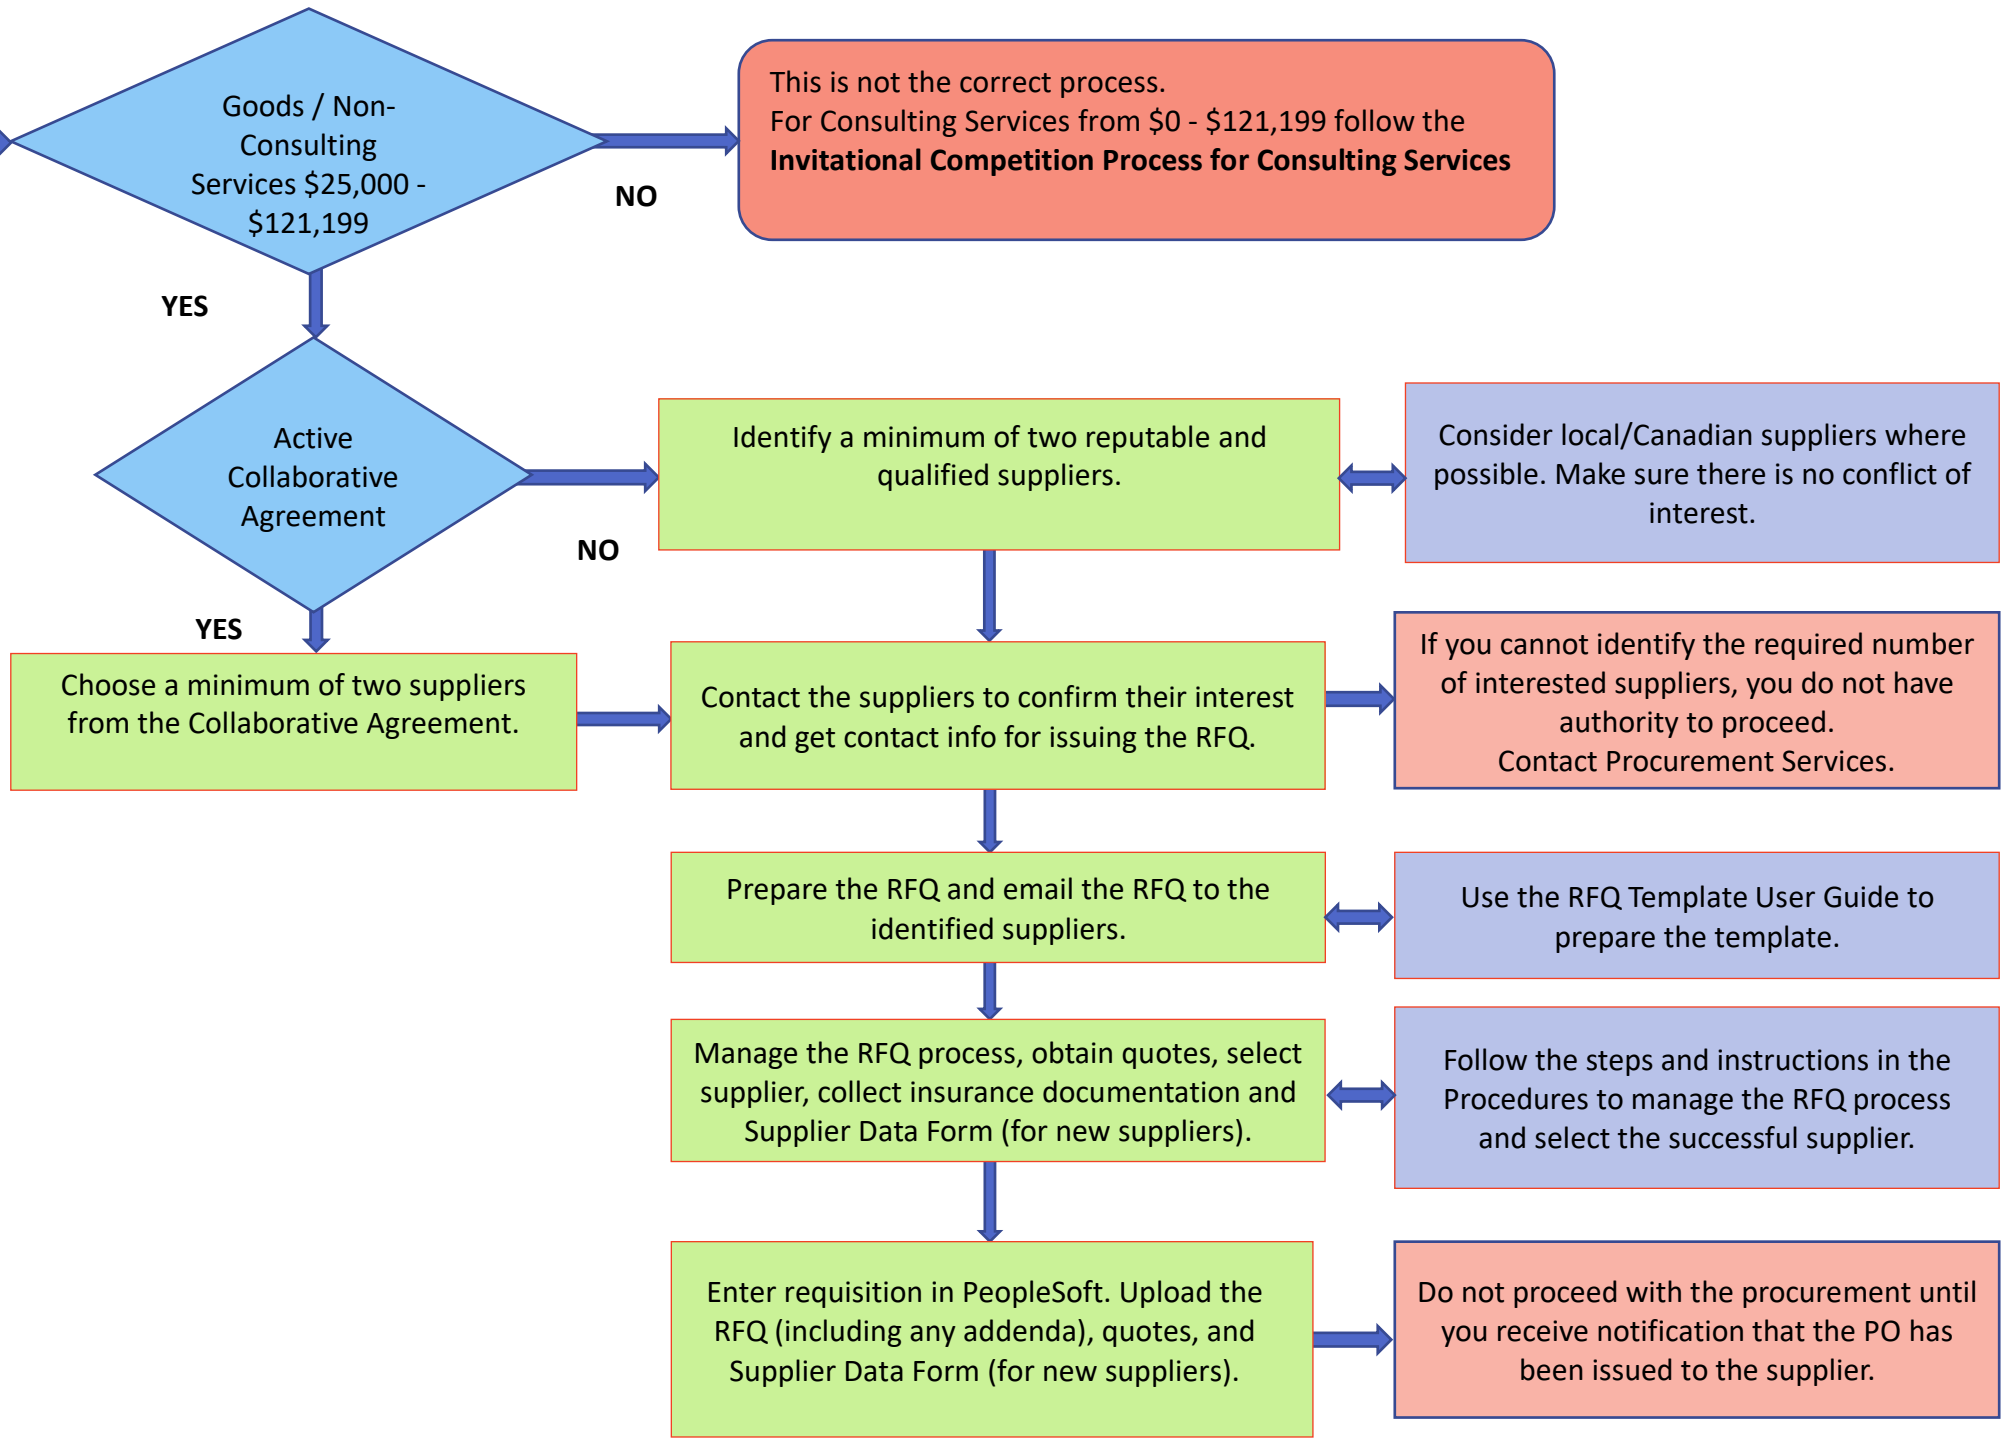 Goods / Non-
Consulting
Services $25,000 -
$121,199
This is not the correct process.
For Consulting Services from $0 - $121,199 follow the
Invitational Competition Process for Consulting Services
NO
YES
Active
Collaborative
Agreement
NO
Identify a minimum of two reputable and
qualified suppliers.
Consider local/Canadian suppliers where
possible. Make sure there is no conflict of
interest.
YES
Choose a minimum of two suppliers
from the Collaborative Agreement.
Contact the suppliers to confirm their interest
and get contact info for issuing the RFQ.
If you cannot identify the required number
of interested suppliers, you do not have
authority to proceed.
Contact Procurement Services.
Prepare the RFQ and email the RFQ to the
identified suppliers.
Use the RFQ Template User Guide to
prepare the template.
Manage the RFQ process, obtain quotes, select
supplier, collect insurance documentation and
Supplier Data Form (for new suppliers).
Follow the steps and instructions in the
Procedures to manage the RFQ process
and select the successful supplier.
Enter requisition in PeopleSoft. Upload the
RFQ (including any addenda), quotes, and
Supplier Data Form (for new suppliers).
Do not proceed with the procurement until
you receive notification that the PO has
been issued to the supplier.